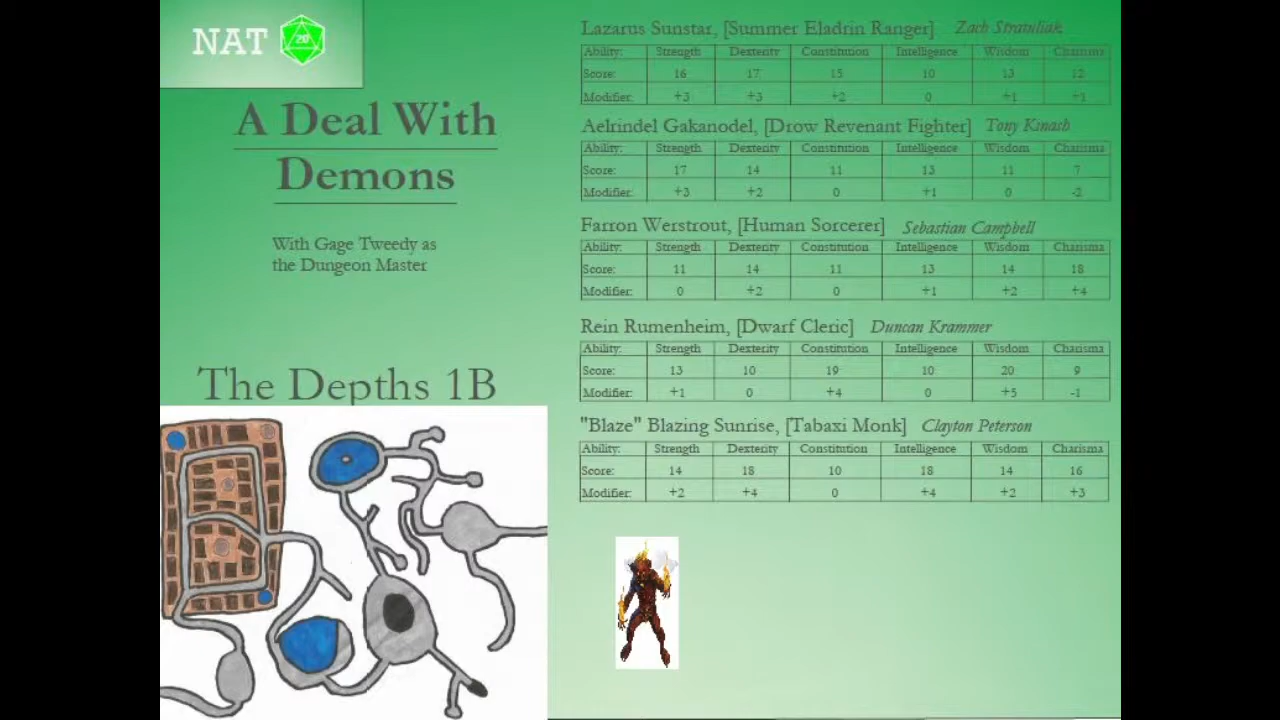 NAT 20
A Deal With
Demons
With Gage Tweedy as
the Dungeon Master
The Depths 1B
Lazarus Sunstar, [Summer Eladrin Ranger] Zach Stratuliak
Ability: Strength Dexterity Constitution Intelligence Wisdom Charisma
Score: 16 17 15 10 13 12
Modifier: +3 +3 +2 0 +1 +1
Aelrindel Gakanodel, [Drow Revenant Fighter] Tony Kinash
Ability: Strength Dexterity Constitution Intelligence Wisdom Charisma
Score: 17 14 11 13 11 7
Modifier: +3 +2 0 +1 0 -2
Farron Werstrout, [Human Sorcerer] Sebastian Campbell
Ability: Strength Dexterity Constitution Intelligence Wisdom Charisma
Score: 11 14 11 13 14 18
Modifier: 0 +2 0 +1 +2 +4
Rein Rumenheim, [Dwarf Cleric] Duncan Krammer
Ability: Strength Dexterity Constitution Intelligence Wisdom Charisma
Score: 13 10 19 10 20 9
Modifier: +1 0 +4 0 +5 -1
"Blaze" Blazing Sunrise, [Tabaxi Monk] Clayton Peterson
Ability: Strength Dexterity Constitution Intelligence Wisdom Charisma
Score: 14 18 10 18 14 16
Modifier: +2 +4 0 +4 +2 +3